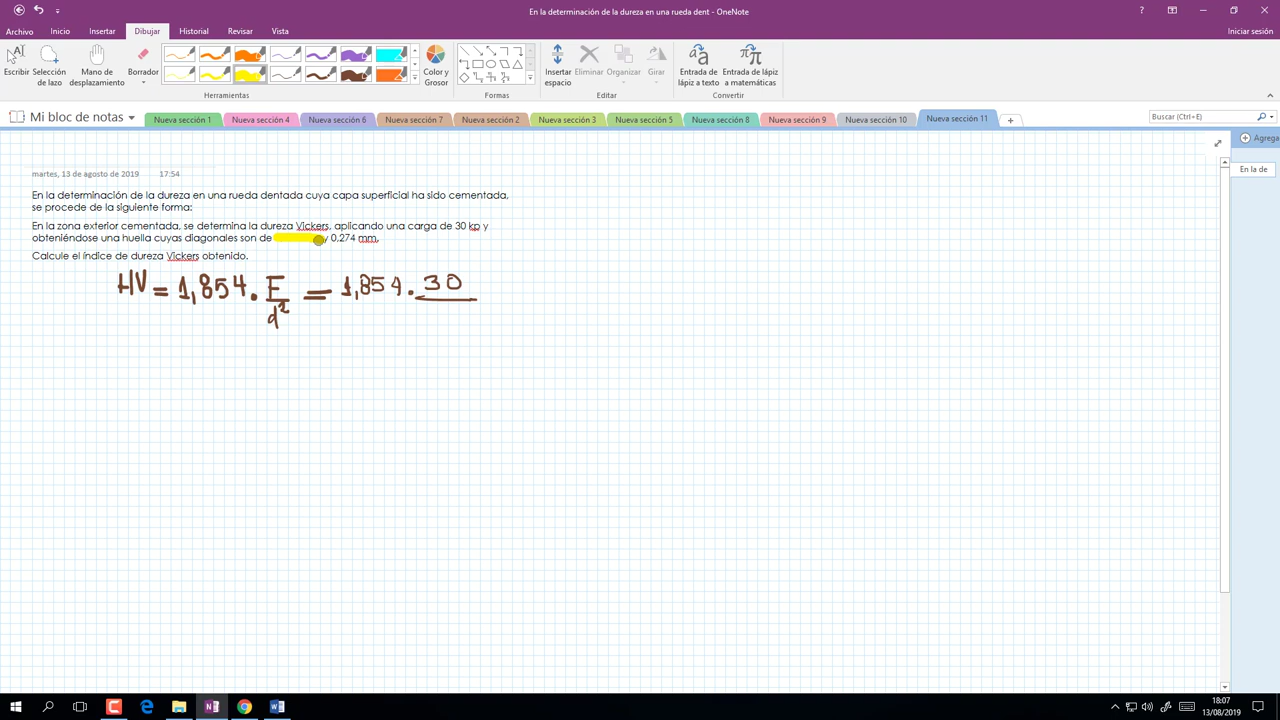 En la determinación de la dureza en una rueda dent - OneNote
? 
Archivo Inicio Insertar Dibujar Historial Revisar Vista Iniciar sesión
Escribir Selección de lazo Mano de desplazamiento Borrador Color y Grosor Insertar espacio Eliminar Organizar Girar Entrada de lápiz a texto Entrada de lápiz a matemáticas
Herramientas Formas Editar Convertir
Mi bloc de notas Nueva sección 1 Nueva sección 4 Nueva sección 6 Nueva sección 7 Nueva sección 2 Nueva sección 3 Nueva sección 5 Nueva sección 8 Nueva sección 9 Nueva sección 10 Nueva sección 11 Buscar (Ctrl+E)
Agrega
En la de
martes, 13 de agosto de 2019 17:54
En la determinación de la dureza en una rueda dentada cuya capa superficial ha sido cementada,
se procede de la siguiente forma:
En la zona exterior cementada, se determina la dureza Vickers, aplicando una carga de 30 kp y
obteniéndose una huella cuyas diagonales son de y 0,274 mm.
Calcule el índice de dureza Vickers obtenido.
HV = 1,854 . F / d² = 1,854 . 30
18:07
13/08/2019